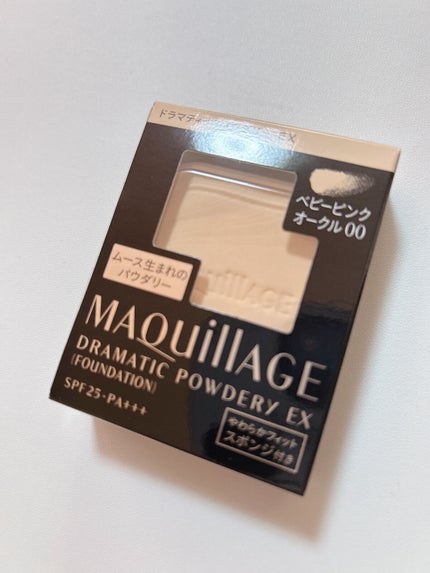 ドラマティ
EX
ベビーピンク
オークル00
ムース生まれの
パウダリー
MAQuillAGE
DRAMATIC POWDERY EX
(FOUNDATION)
SPF25・PA+++
やわらかフィット
スポンジ付き